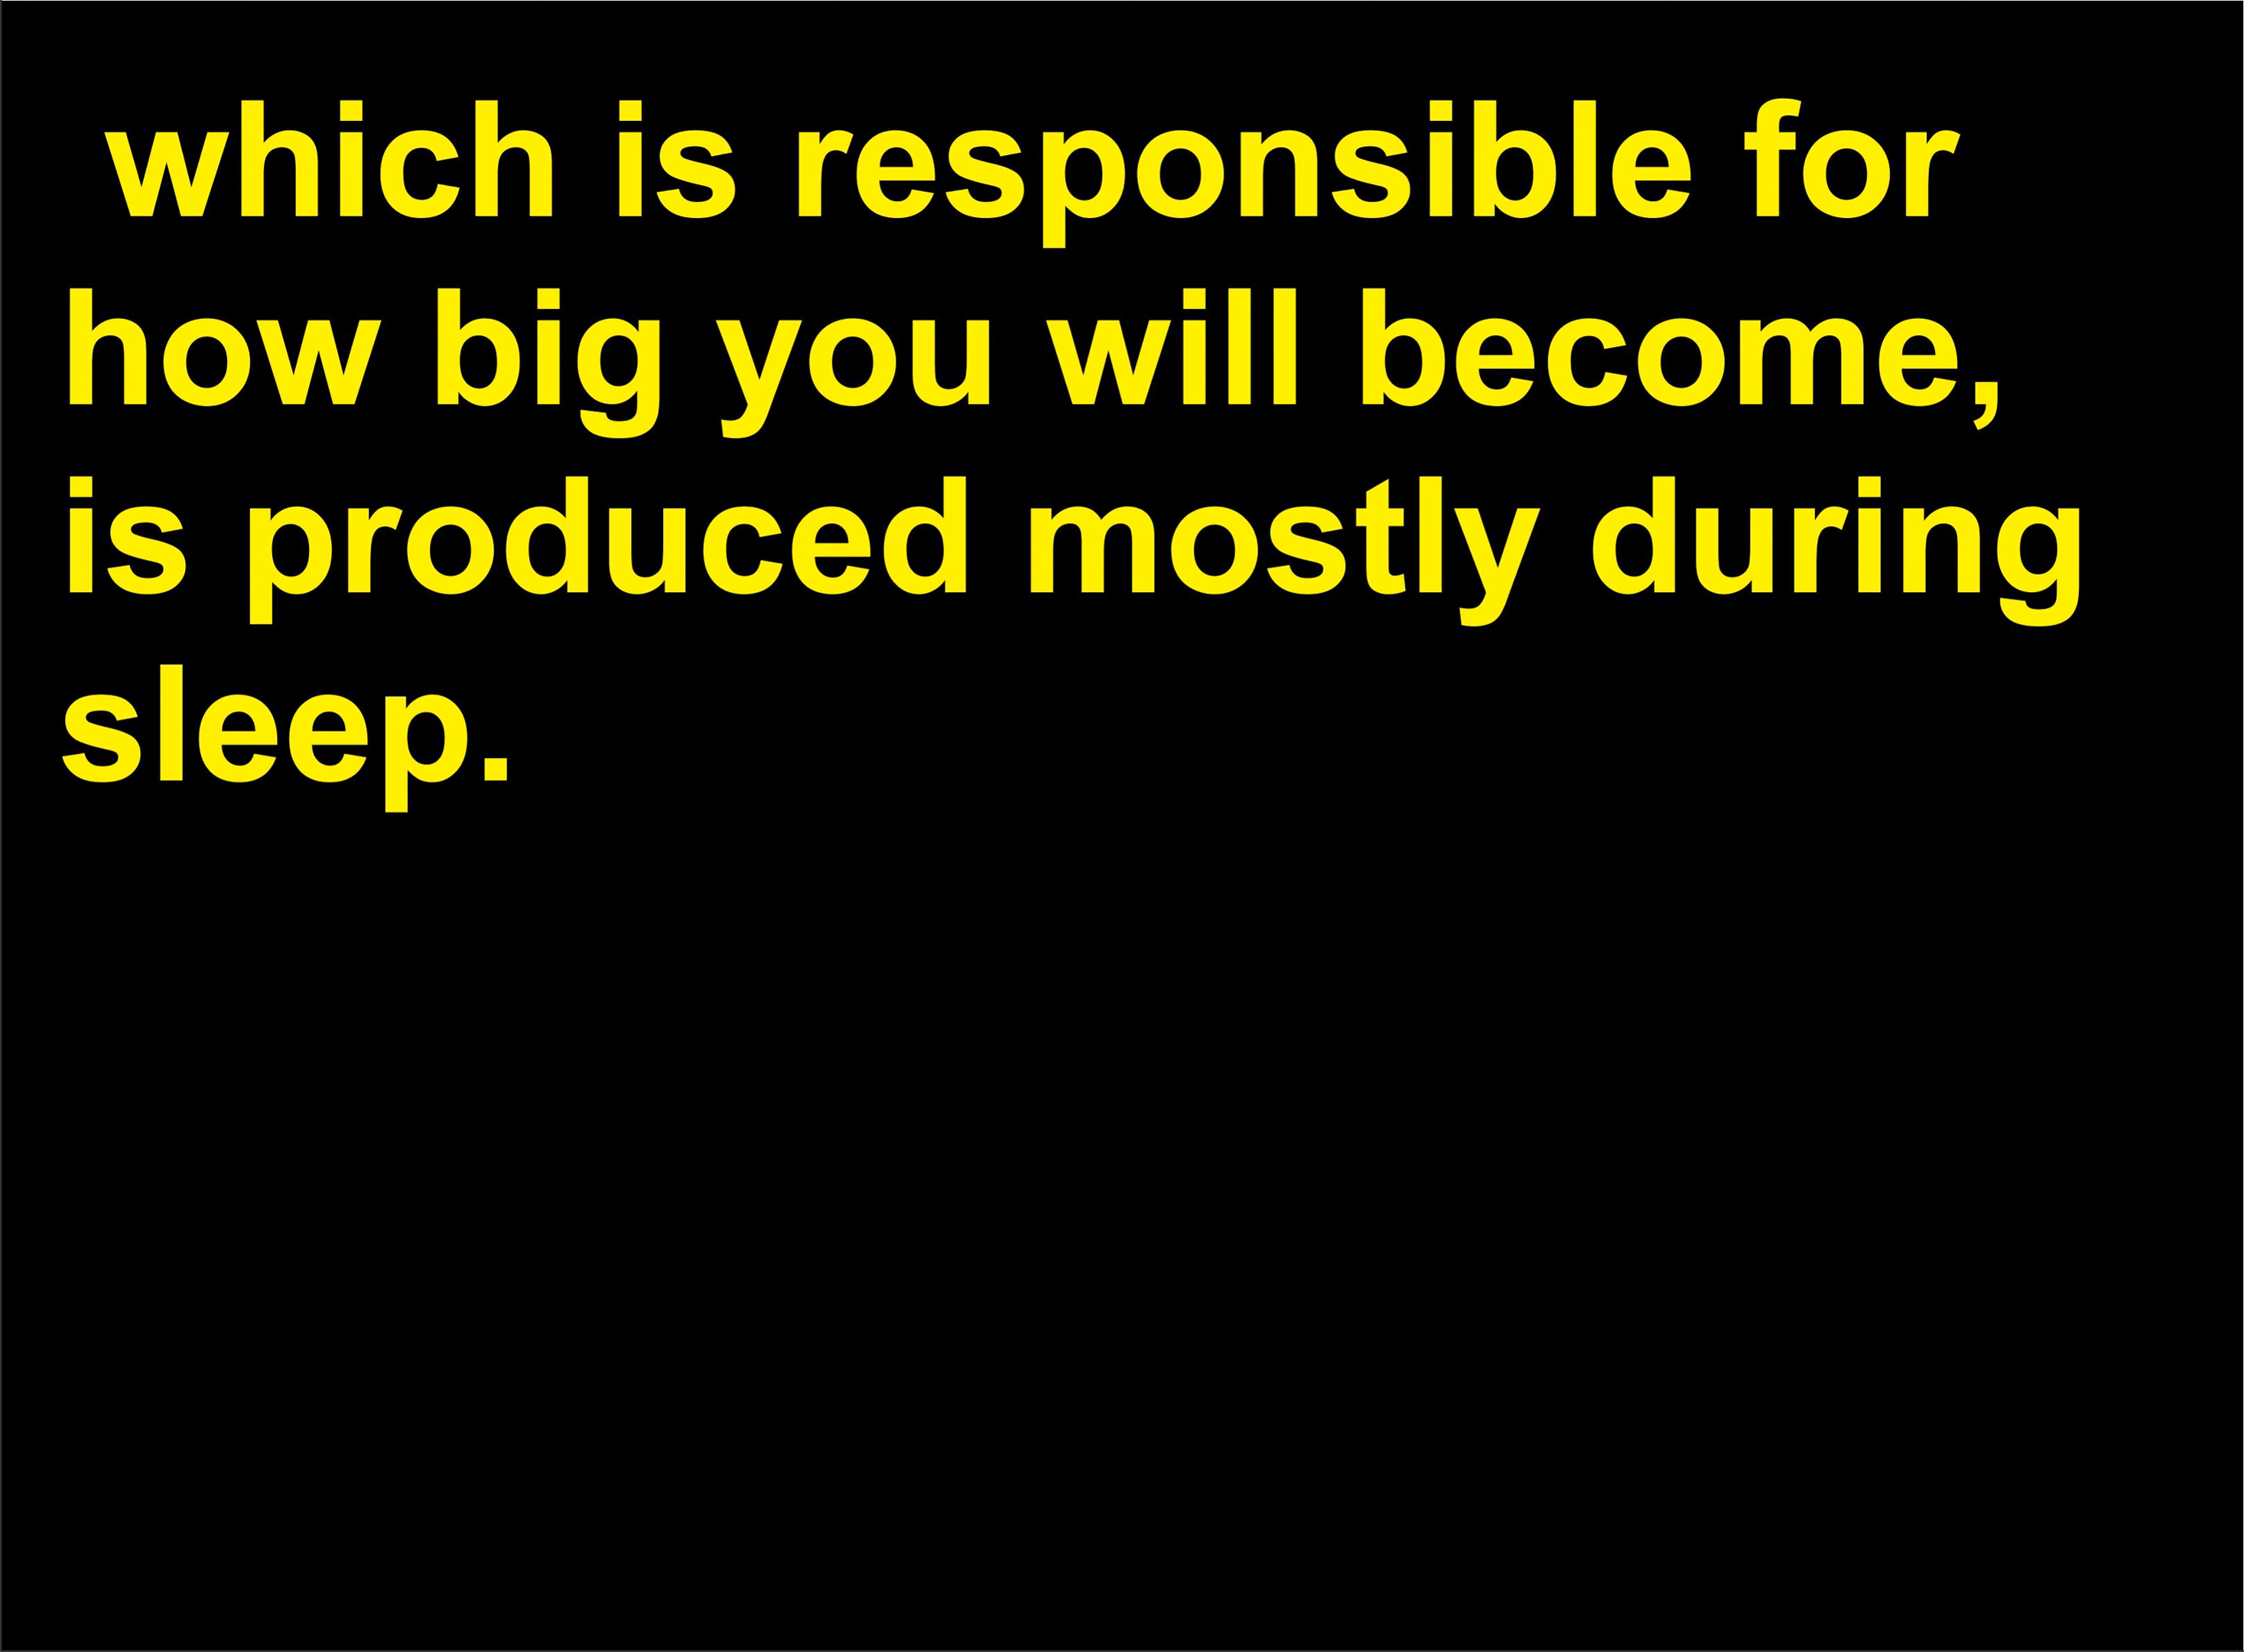 which is responsible for
how big you will become,
is produced mostly during
sleep.